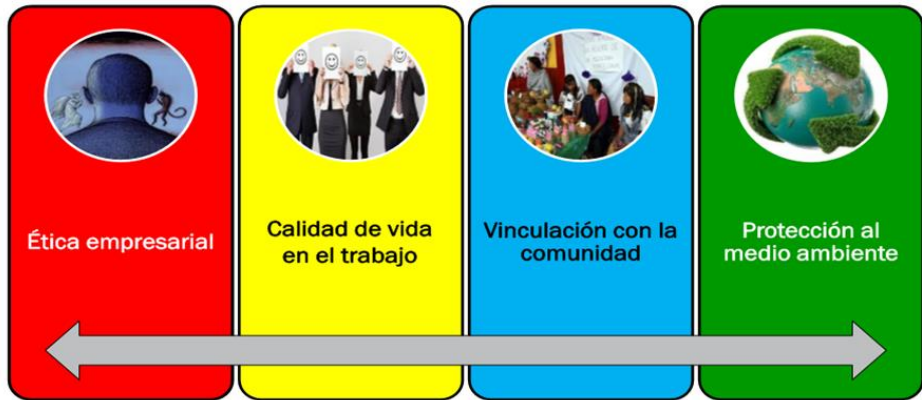 Ética empresarial
Calidad de vida
en el trabajo
Vinculación con la
comunidad
Protección al
medio ambiente